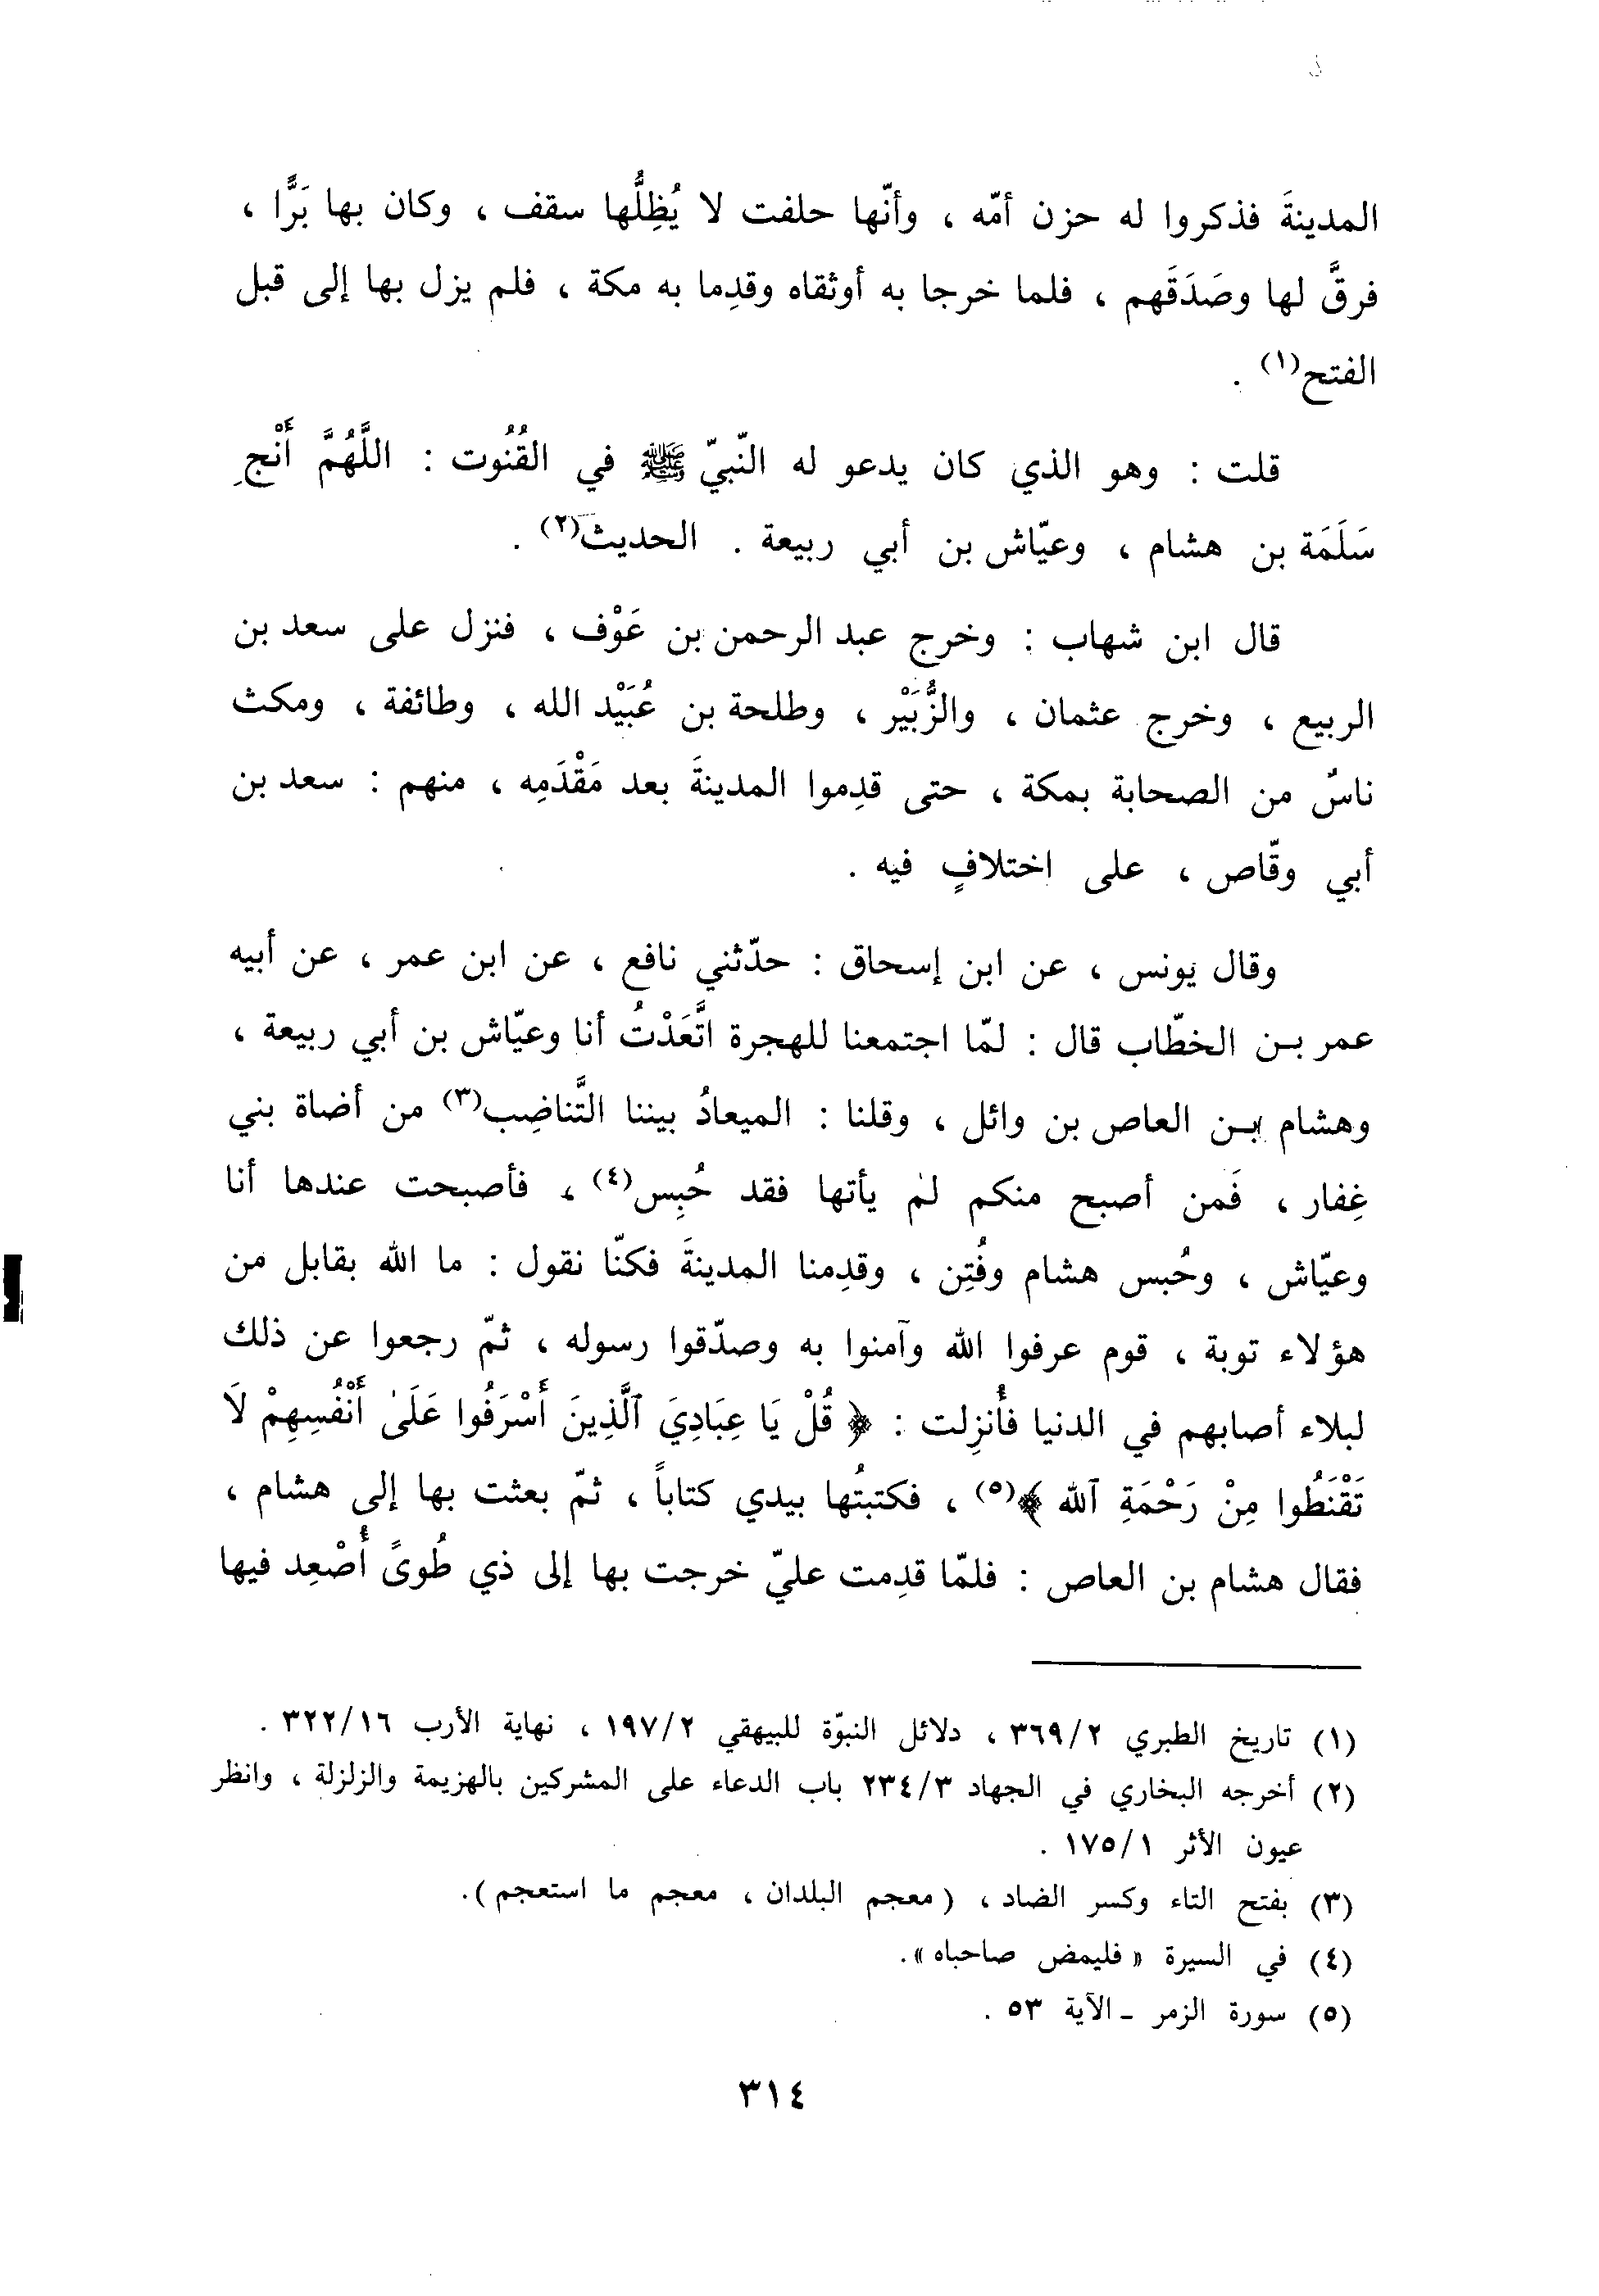 المدينةَ فذكروا له حزن أمّه ، وأنّها حلفت لا يُظِلُّها سقف ، وكان بها بَرًّا ،
فرقَّ لها وصَدَقَهم ، فلما خرجا به أوثقاه وقدِما به مكة ، فلم يزل بها إلى قبل
الفتح(١) .
قلت : وهو الذي كان يدعو له النّبيّ ﷺ في القُنُوت : اللَّهُمَّ أَنْجِ
سَلَمَة بن هشام ، وعيّاش بن أبي ربيعة . الحديث(٢) .
قال ابن شهاب : وخرج عبد الرحمن بن عَوْف ، فنزل على سعد بن
الربيع ، وخرج عثمان ، والزُّبَيْر ، وطلحة بن عُبَيْد الله ، وطائفة ، ومكث
ناسٌ من الصحابة بمكة ، حتى قدِموا المدينةَ بعد مَقْدَمِه ، منهم : سعد بن
أبي وقّاص ، على اختلافٍ فيه .
وقال يونس ، عن ابن إسحاق : حدّثني نافع ، عن ابن عمر ، عن أبيه
عمر بن الخطّاب قال : لمّا اجتمعنا للهجرة اتَّعَدْتُ أنا وعيّاش بن أبي ربيعة ،
وهشام بن العاص بن وائل ، وقلنا : الميعادُ بيننا التَّناضِب(٣) من أضاة بني
غِفار ، فَمن أصبح منكم لم يأتها فقد حُبِس(٤) ، فأصبحت عندها أنا
وعيّاش ، وحُبس هشام وفُتِن ، وقدِمنا المدينةَ فكنّا نقول : ما الله بقابل من
هؤلاء توبة ، قوم عرفوا الله وآمنوا به وصدّقوا رسوله ، ثمّ رجعوا عن ذلك
لبلاء أصابهم في الدنيا فأُنزِلت : ﴿ قُلْ يَا عِبَادِيَ ٱلَّذِينَ أَسْرَفُوا عَلَىٰ أَنْفُسِهِمْ لَا
تَقْنَطُوا مِنْ رَحْمَةِ ٱلله ﴾(٥) ، فكتبتُها بيدي كتاباً ، ثمّ بعثت بها إلى هشام ،
فقال هشام بن العاص : فلمّا قدِمت عليّ خرجت بها إلى ذي طُوىً أُصْعِد فيها
(١) تاريخ الطبري ٣٦٩/٢ ، دلائل النبوّة للبيهقي ١٩٧/٢ ، نهاية الأرب ٣٢٢/١٦ .
(٢) أخرجه البخاري في الجهاد ٢٣٤/٣ باب الدعاء على المشركين بالهزيمة والزلزلة ، وانظر
عيون الأثر ١٧٥/١ .
(٣) بفتح التاء وكسر الضاد ، (معجم البلدان ، معجم ما استعجم).
(٤) في السيرة «فليمض صاحباه».
(٥) سورة الزمر ـ الآية ٥٣ .
٣١٤